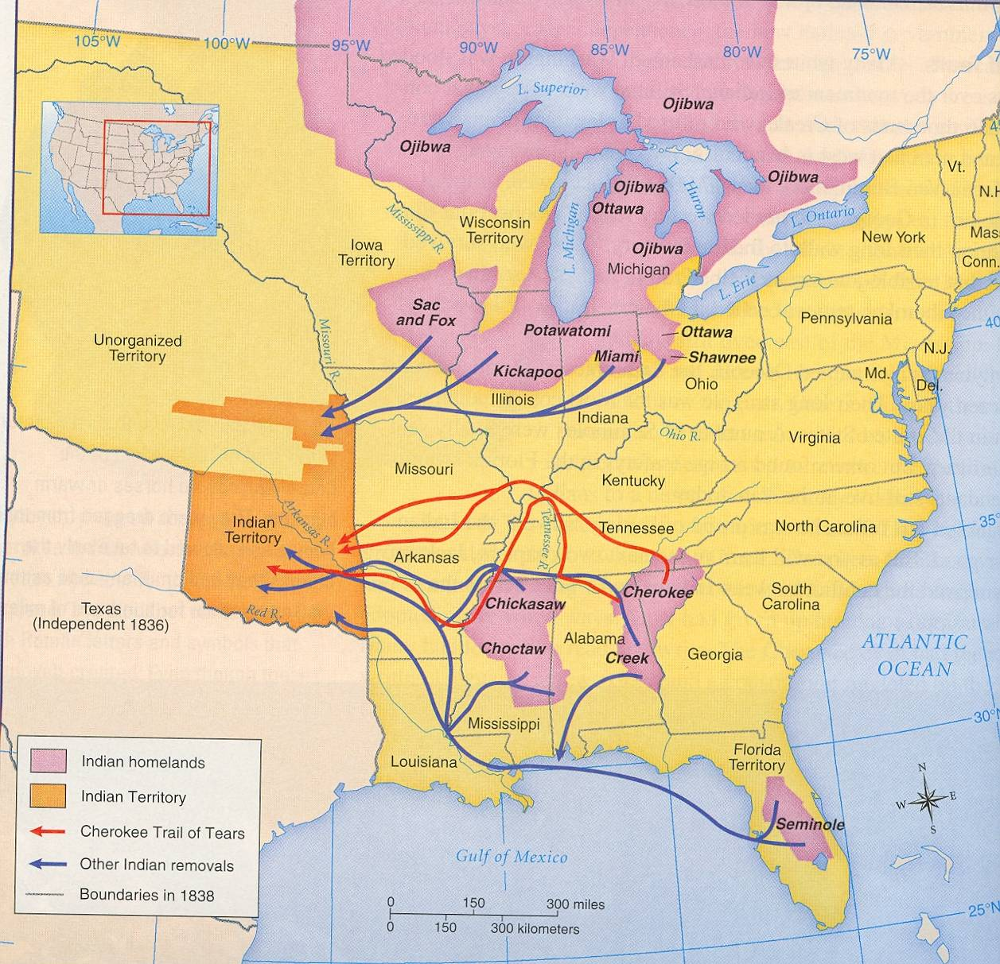 105°W
100°W
95°W
90°W
85°W
80°W
75°W
L. Superior
Ojibwa
Ojibwa
Ojibwa
Ojibwa
Ottawa
L. Huron
L. Michigan
Ojibwa
Michigan
L. Ontario
L. Erie
Vt.
N.H
New York
Mas
Conn.
Mississippi R.
Wisconsin
Territory
Iowa
Territory
Sac
and Fox
Potawatomi
Ottawa
Miami
Shawnee
Kickapoo
Illinois
Indiana
Ohio
Pennsylvania
N.J.
Md.
Del.
40
Unorganized
Territory
Missouri R.
Ohio R.
Virginia
Missouri
Kentucky
Indian
Territory
Arkansas R.
Arkansas
Tennessee R.
Tennessee
North Carolina
35°
Cherokee
South
Carolina
Chickasaw
Texas
(Independent 1836)
Red R.
Choctaw
Alabama
Creek
Georgia
ATLANTIC
OCEAN
Mississippi
Louisiana
Florida
Territory
30°N
Seminole
N
W
E
S
Gulf of Mexico
25°N
Indian homelands
Indian Territory
Cherokee Trail of Tears
Other Indian removals
Boundaries in 1838
0 150 300 miles
0 150 300 kilometers